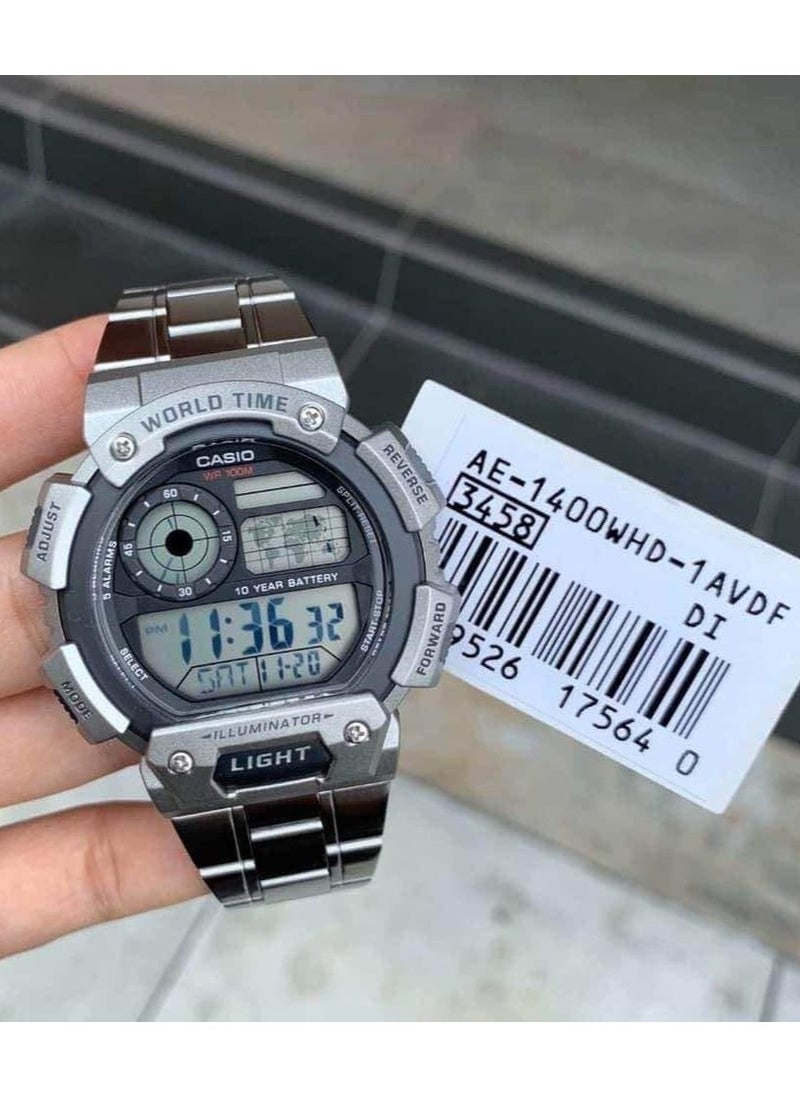 WORLD TIME
CASIO
WR 100M
ADJUST
REVERSE
60
15
45
30
5 ALARMS
10 YEAR BATTERY
PM 11:36 32
SAT 11-20
START·STOP
SELECT
MODE
FORWARD
ILLUMINATOR
LIGHT
AE-1400WHD-1AVDF
3458
DI
9526 17564 0